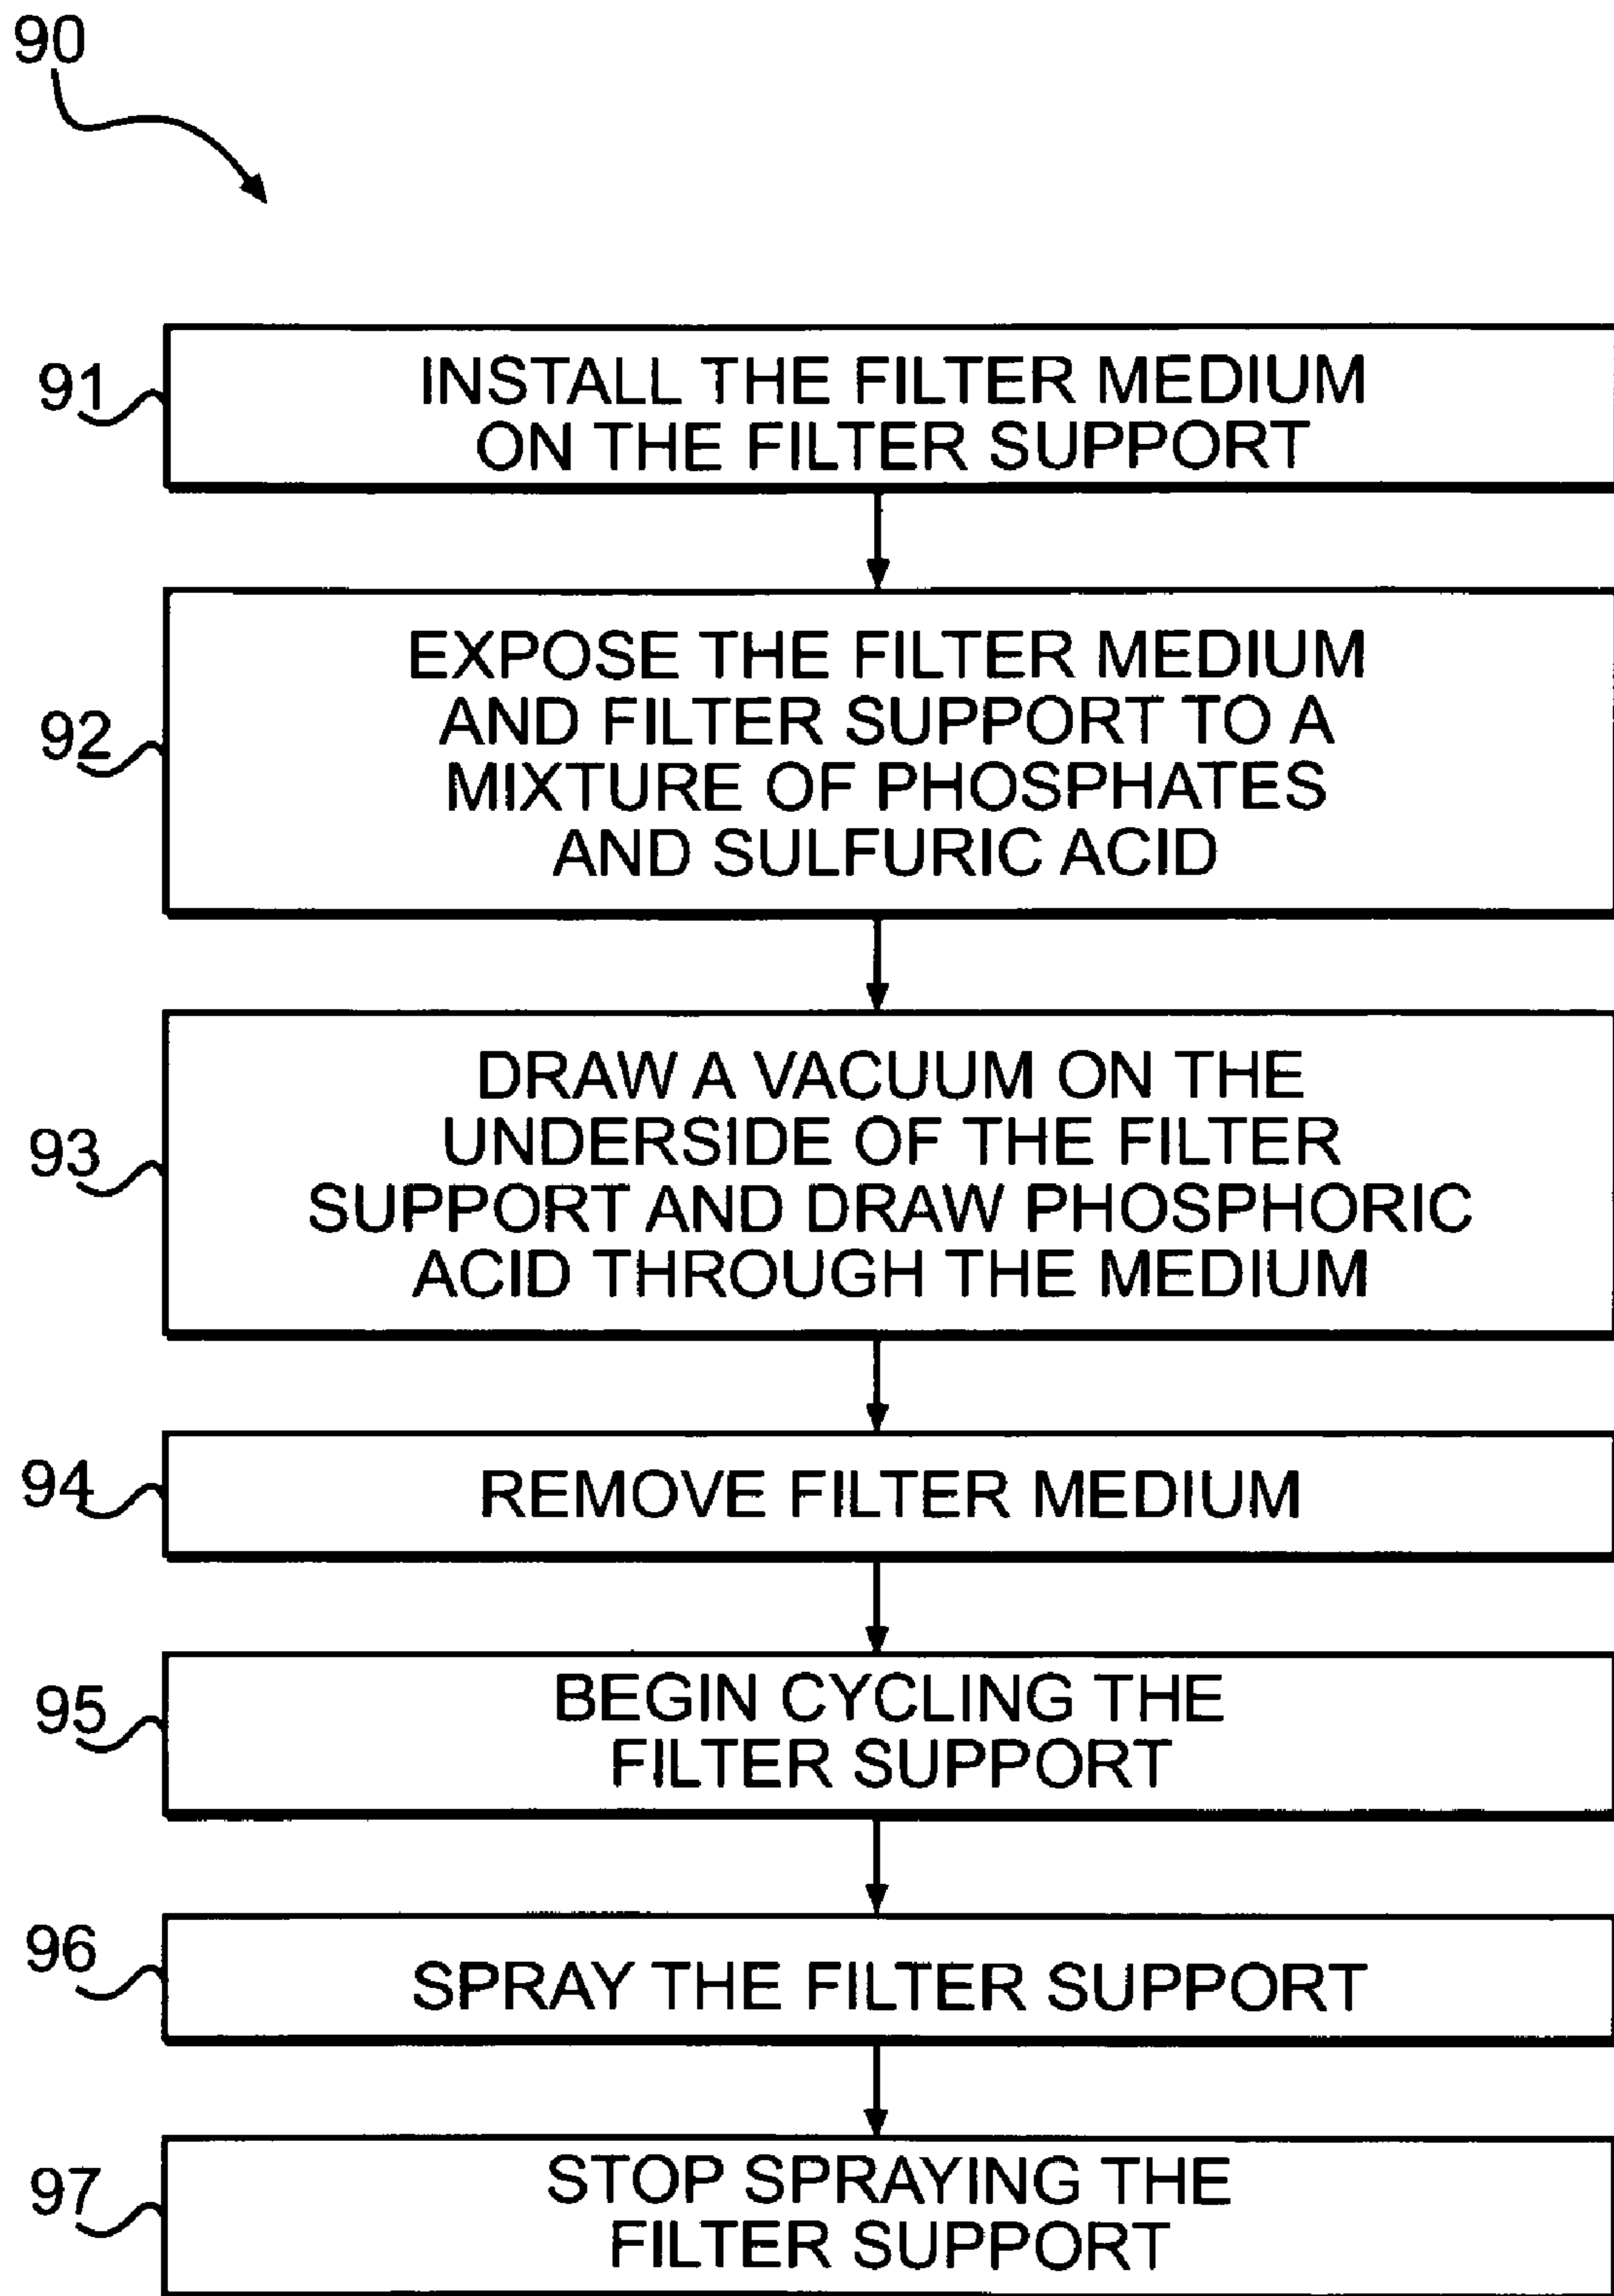 90
91
INSTALL THE FILTER MEDIUM
ON THE FILTER SUPPORT
92
EXPOSE THE FILTER MEDIUM
AND FILTER SUPPORT TO A
MIXTURE OF PHOSPHATES
AND SULFURIC ACID
93
DRAW A VACUUM ON THE
UNDERSIDE OF THE FILTER
SUPPORT AND DRAW PHOSPHORIC
ACID THROUGH THE MEDIUM
94
REMOVE FILTER MEDIUM
95
BEGIN CYCLING THE
FILTER SUPPORT
96
SPRAY THE FILTER SUPPORT
97
STOP SPRAYING THE
FILTER SUPPORT